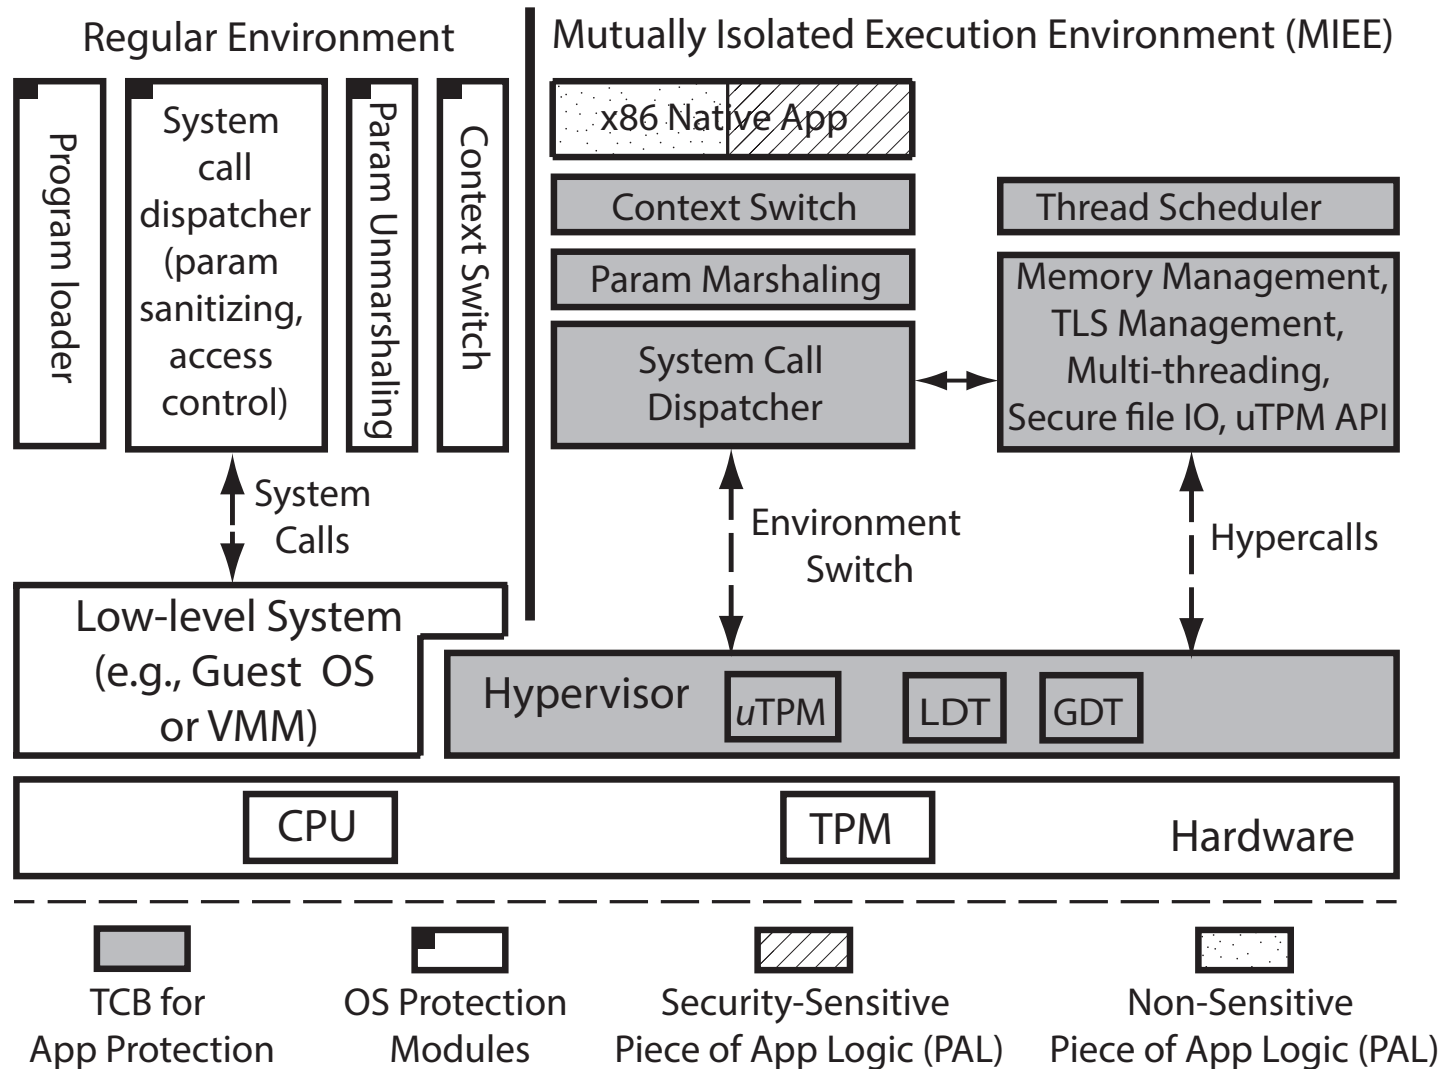 Regular Environment
Mutually Isolated Execution Environment (MIEE)
Program loader
System
call
dispatcher
(param
sanitizing,
access
control)
Param Unmarshaling
Context Switch
x86 Native App
Context Switch
Param Marshaling
System Call
Dispatcher
Thread Scheduler
Memory Management,
TLS Management,
Multi-threading,
Secure file IO, uTPM API
System
Calls
Environment
Switch
Hypercalls
Low-level System
(e.g., Guest OS
or VMM)
Hypervisor
uTPM
LDT
GDT
CPU
TPM
Hardware
TCB for
App Protection
OS Protection
Modules
Security-Sensitive
Piece of App Logic (PAL)
Non-Sensitive
Piece of App Logic (PAL)